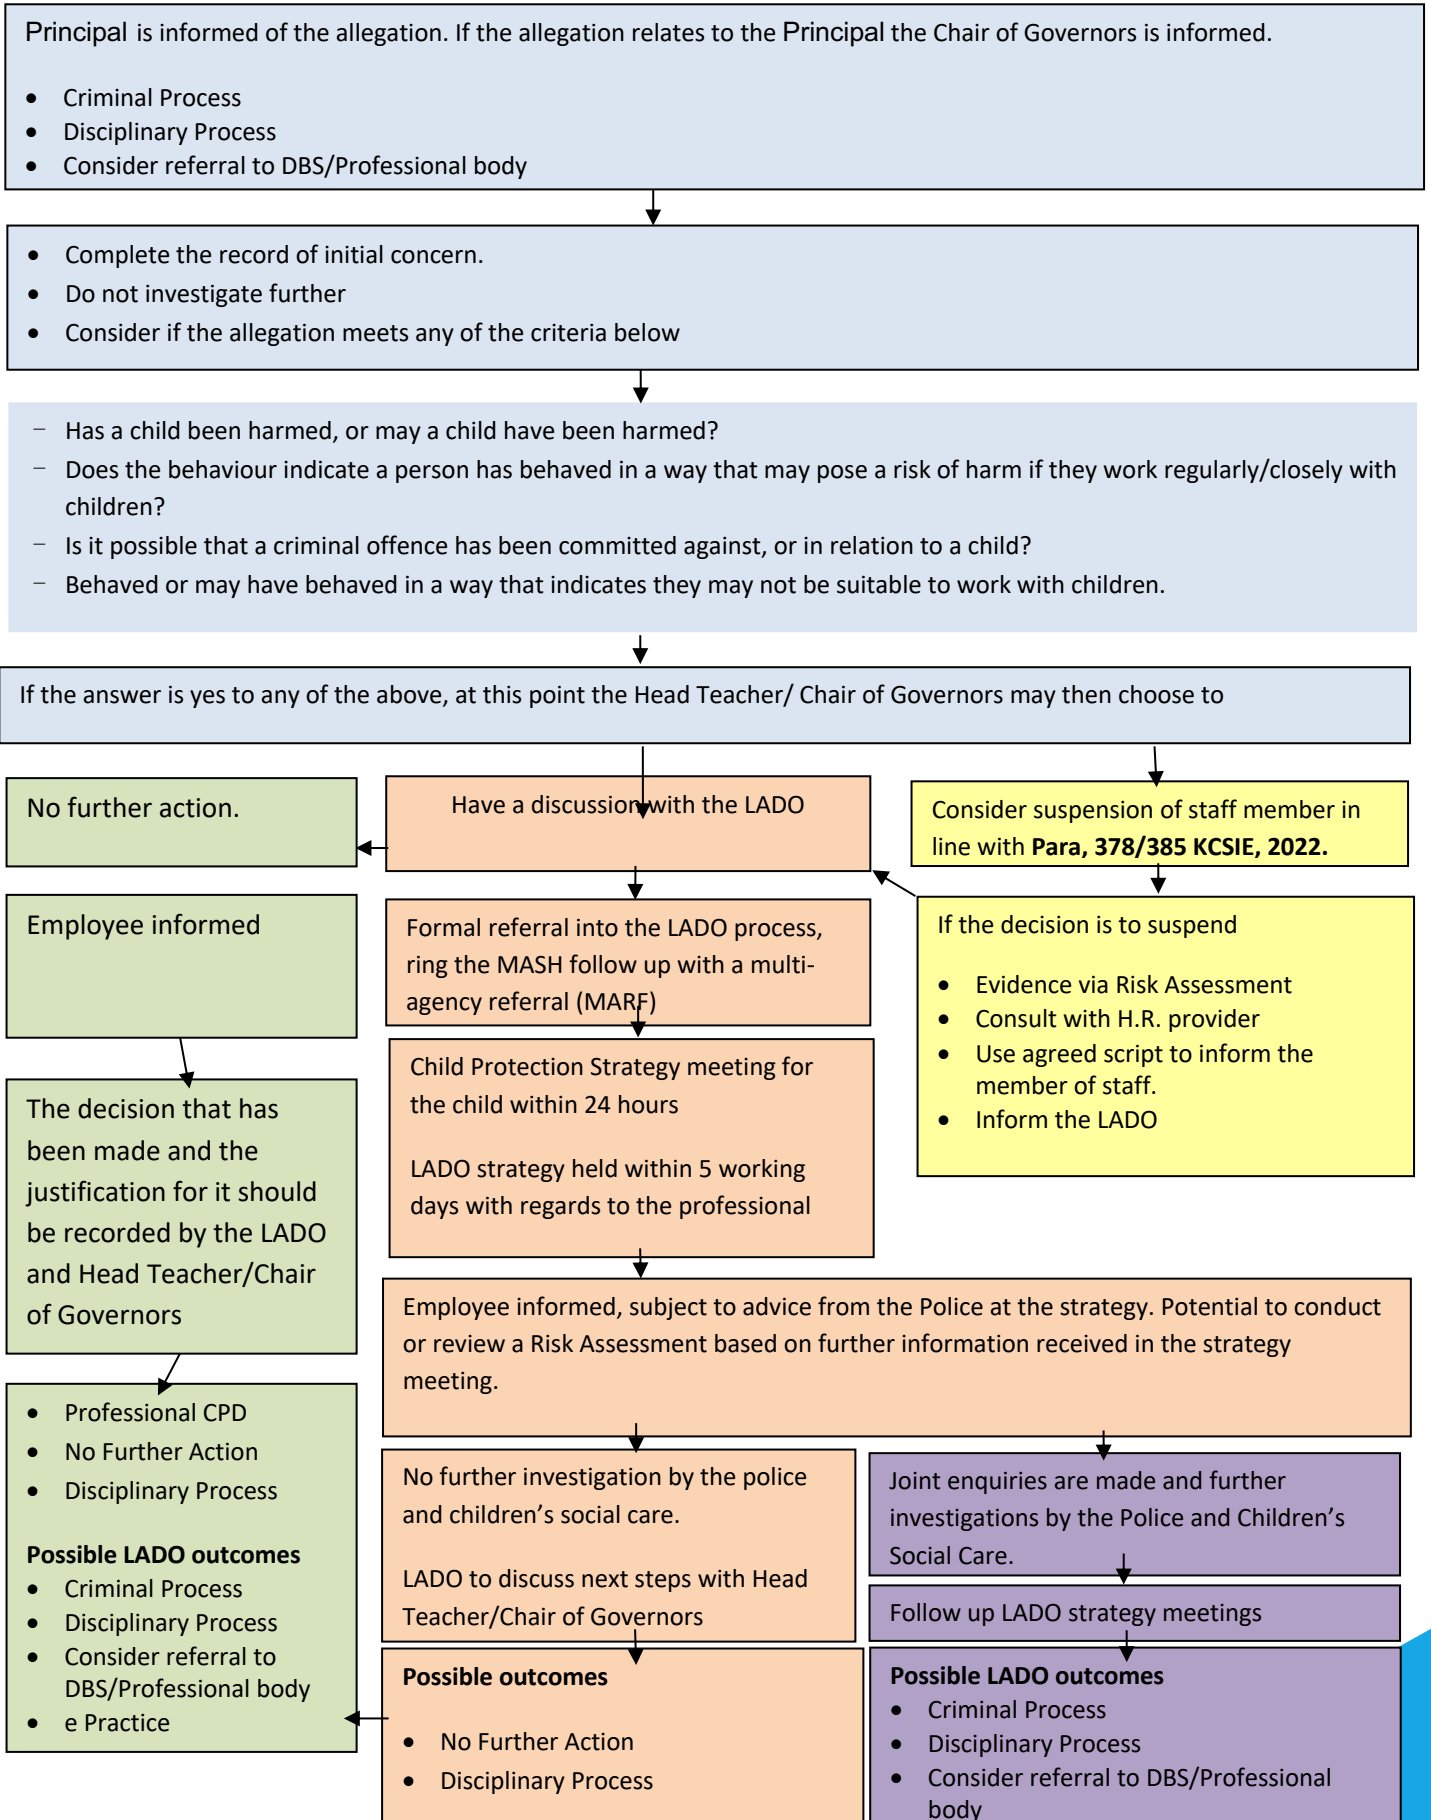 Principal is informed of the allegation. If the allegation relates to the Principal the Chair of Governors is informed.
• Criminal Process
• Disciplinary Process
• Consider referral to DBS/Professional body
• Complete the record of initial concern.
• Do not investigate further
• Consider if the allegation meets any of the criteria below
− Has a child been harmed, or may a child have been harmed?
− Does the behaviour indicate a person has behaved in a way that may pose a risk of harm if they work regularly/closely with
children?
− Is it possible that a criminal offence has been committed against, or in relation to a child?
− Behaved or may have behaved in a way that indicates they may not be suitable to work with children.
If the answer is yes to any of the above, at this point the Head Teacher/ Chair of Governors may then choose to
No further action.
Employee informed
The decision that has
been made and the
justification for it should
be recorded by the LADO
and Head Teacher/Chair
of Governors
• Professional CPD
• No Further Action
• Disciplinary Process
Possible LADO outcomes
• Criminal Process
• Disciplinary Process
• Consider referral to
DBS/Professional body
• e Practice
Have a discussion with the LADO
Formal referral into the LADO process,
ring the MASH follow up with a multi-
agency referral (MARF)
Child Protection Strategy meeting for
the child within 24 hours
LADO strategy held within 5 working
days with regards to the professional
Consider suspension of staff member in
line with Para, 378/385 KCSIE, 2022.
If the decision is to suspend
• Evidence via Risk Assessment
• Consult with H.R. provider
• Use agreed script to inform the
member of staff.
• Inform the LADO
Employee informed, subject to advice from the Police at the strategy. Potential to conduct
or review a Risk Assessment based on further information received in the strategy
meeting.
No further investigation by the police
and children’s social care.
LADO to discuss next steps with Head
Teacher/Chair of Governors
Possible outcomes
• No Further Action
• Disciplinary Process
Joint enquiries are made and further
investigations by the Police and Children’s
Social Care.
Follow up LADO strategy meetings
Possible LADO outcomes
• Criminal Process
• Disciplinary Process
• Consider referral to DBS/Professional
body